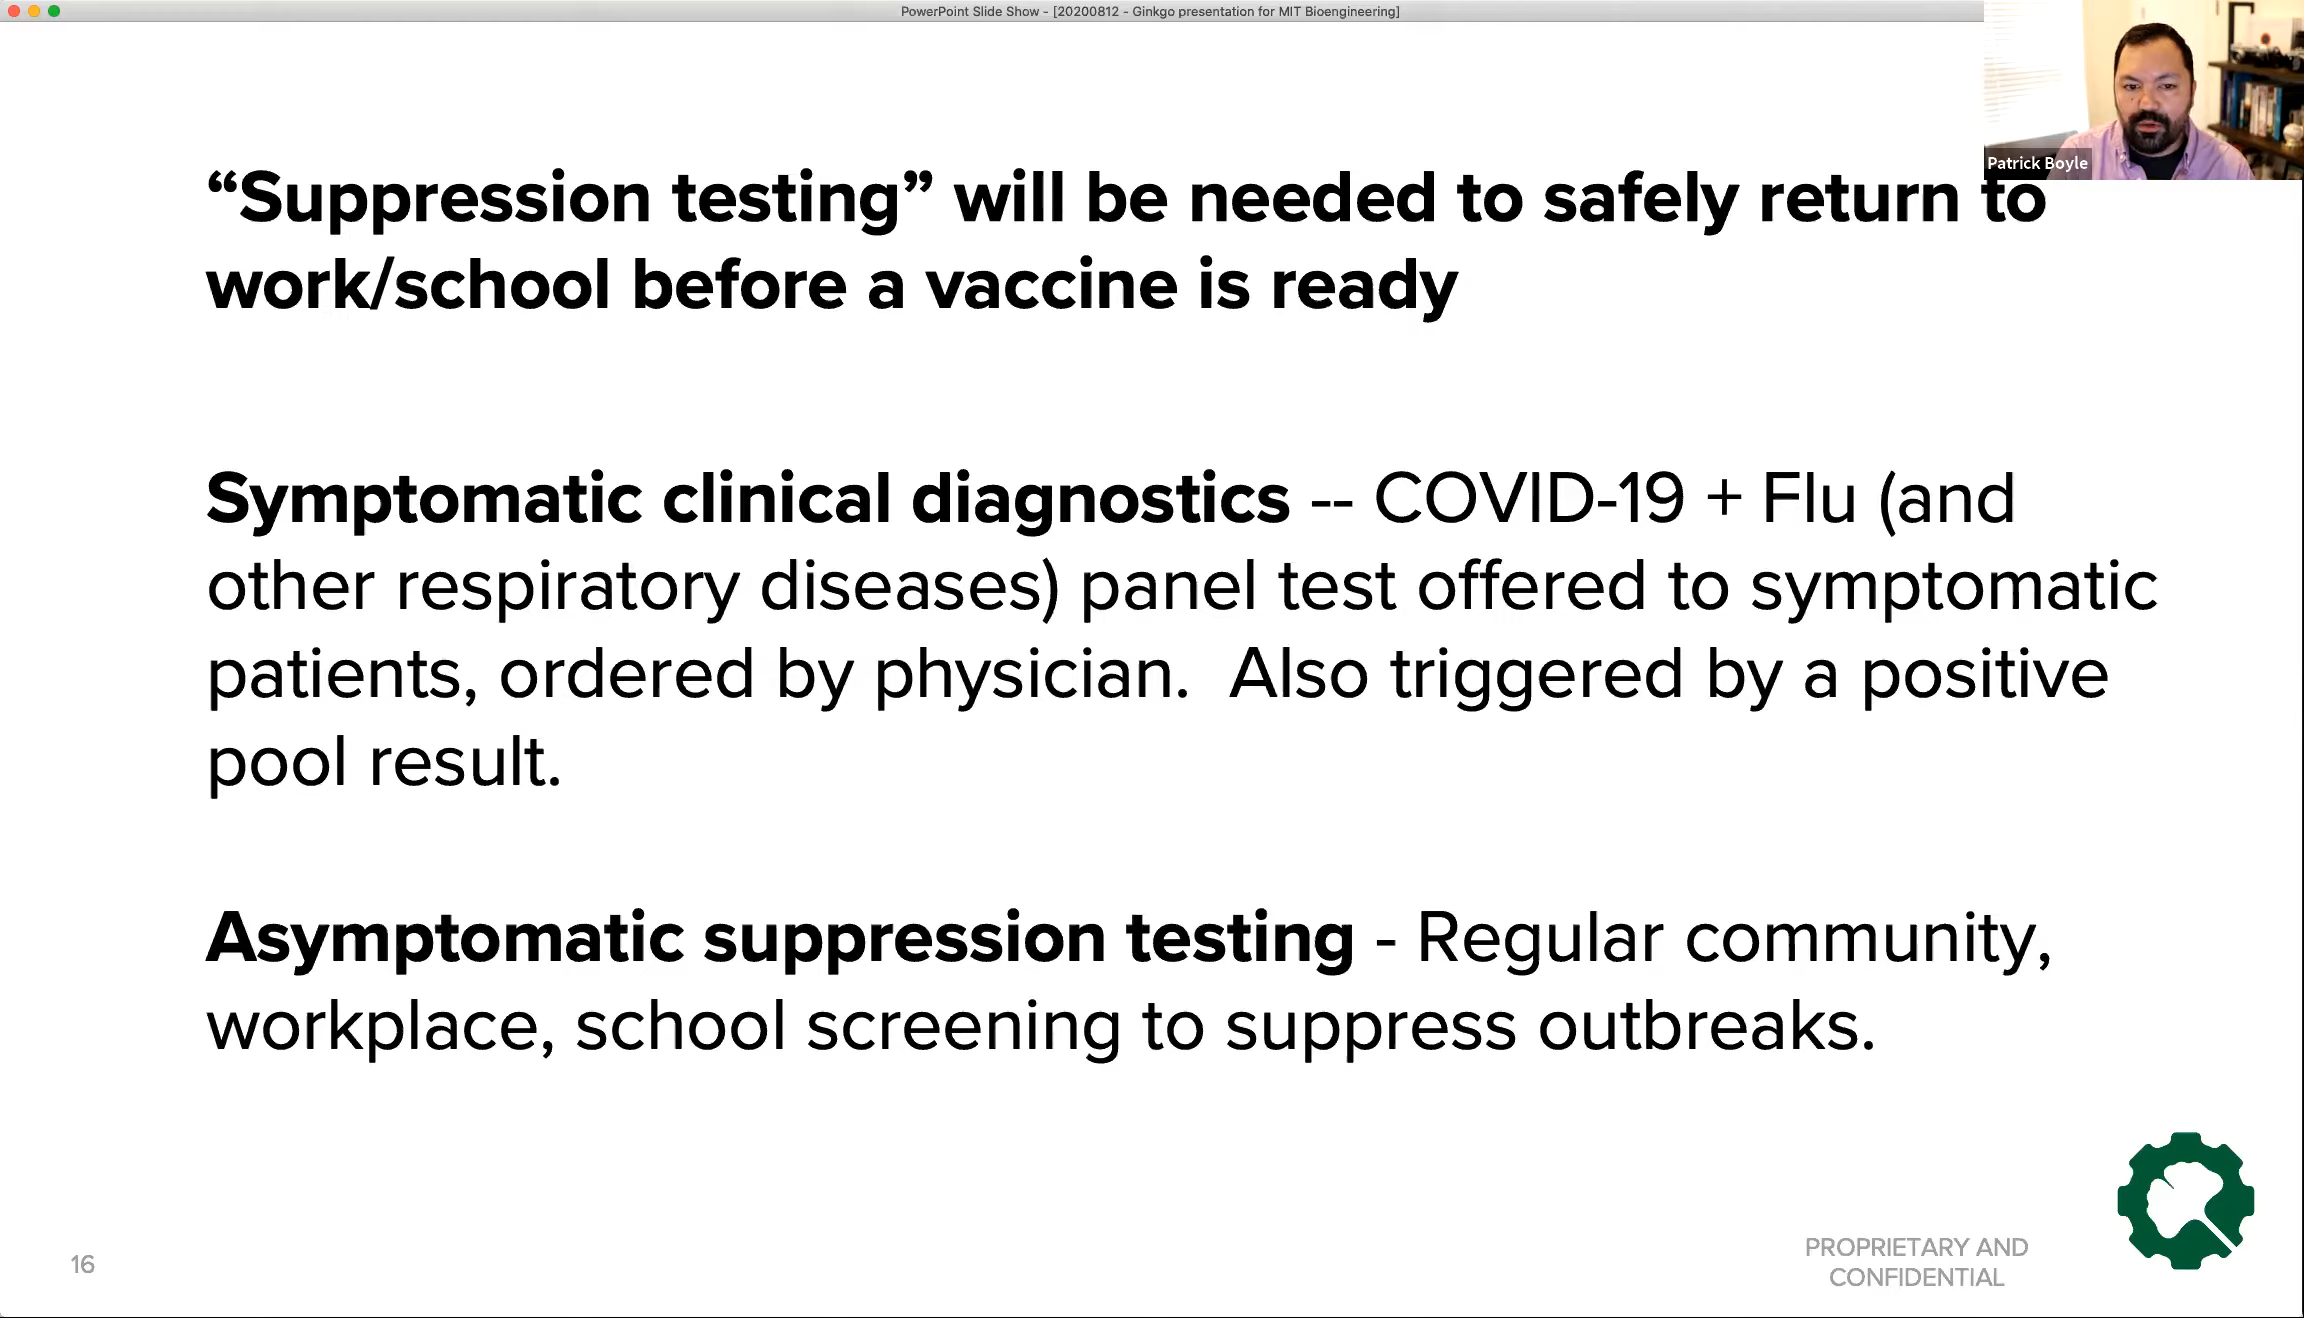 PowerPoint Slide Show - [20200812 - Ginkgo presentation for MIT Bioengineering]
Patrick Boyle
“Suppression testing” will be needed to safely return to
work/school before a vaccine is ready
Symptomatic clinical diagnostics -- COVID-19 + Flu (and
other respiratory diseases) panel test offered to symptomatic
patients, ordered by physician.  Also triggered by a positive
pool result.
Asymptomatic suppression testing - Regular community,
workplace, school screening to suppress outbreaks.
16
PROPRIETARY AND
CONFIDENTIAL